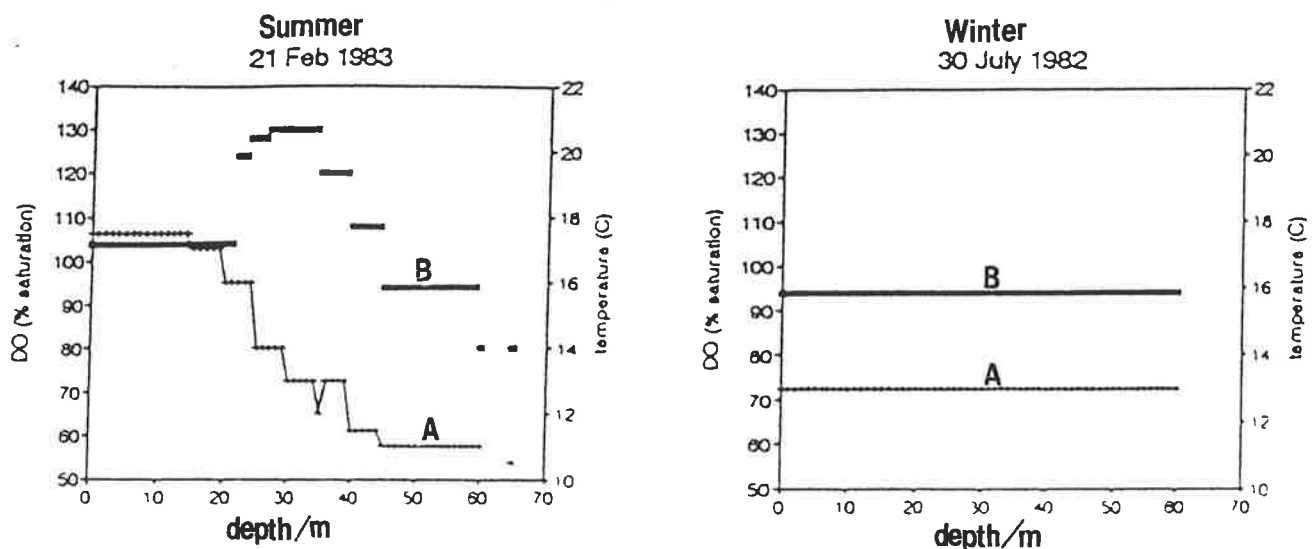 Summer
21 Feb 1983
140
130
120
110
100
90
80
70
60
50
DO (% saturation)
22
20
18
16
14
12
10
temperature (C)
B
A
0 10 20 30 40 50 60 70
depth/m
Winter
30 July 1982
140
130
120
110
100
90
80
70
60
50
DO (% saturation)
22
20
18
16
14
12
10
temperature (C)
B
A
0 10 20 30 40 50 60 70
depth/m